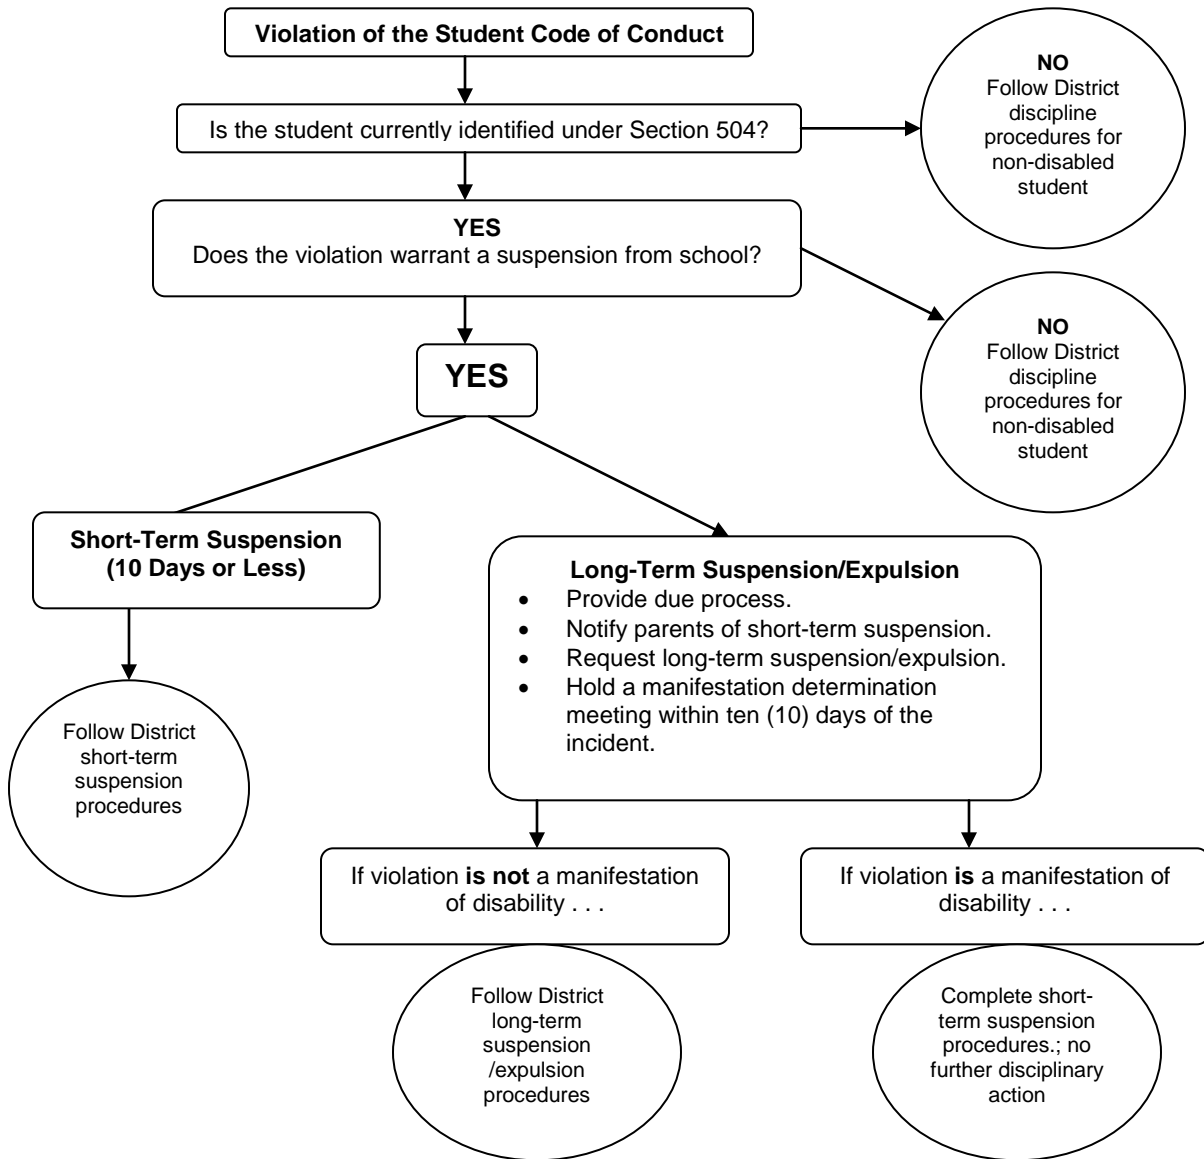 Violation of the Student Code of Conduct
Is the student currently identified under Section 504?
NO
Follow District
discipline
procedures for
non-disabled
student
YES
Does the violation warrant a suspension from school?
NO
Follow District
discipline
procedures for
non-disabled
student
YES
Short-Term Suspension
(10 Days or Less)
Follow District
short-term
suspension
procedures
Long-Term Suspension/Expulsion
• Provide due process.
• Notify parents of short-term suspension.
• Request long-term suspension/expulsion.
• Hold a manifestation determination
meeting within ten (10) days of the
incident.
If violation is not a manifestation
of disability . . .
Follow District
long-term
suspension
/expulsion
procedures
If violation is a manifestation of
disability . . .
Complete short-
term suspension
procedures.; no
further disciplinary
action